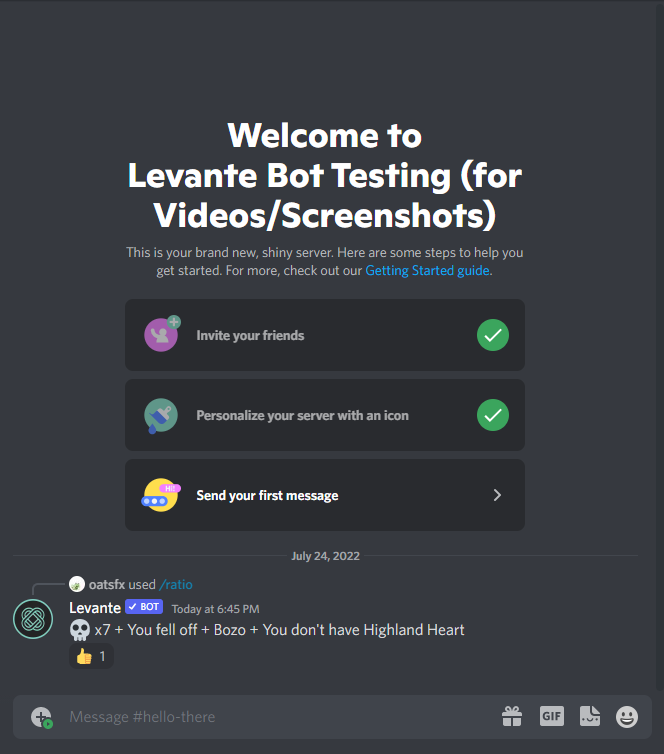 Welcome to
Levante Bot Testing (for
Videos/Screenshots)
This is your brand new, shiny server. Here are some steps to help you
get started. For more, check out our Getting Started guide.
Invite your friends
Personalize your server with an icon
Hi!
Send your first message
July 24, 2022
oatsfx used /ratio
Levante BOT Today at 6:45 PM
💀 x7 + You fell off + Bozo + You don't have Highland Heart
👍 1
Message #hello-there
GIF